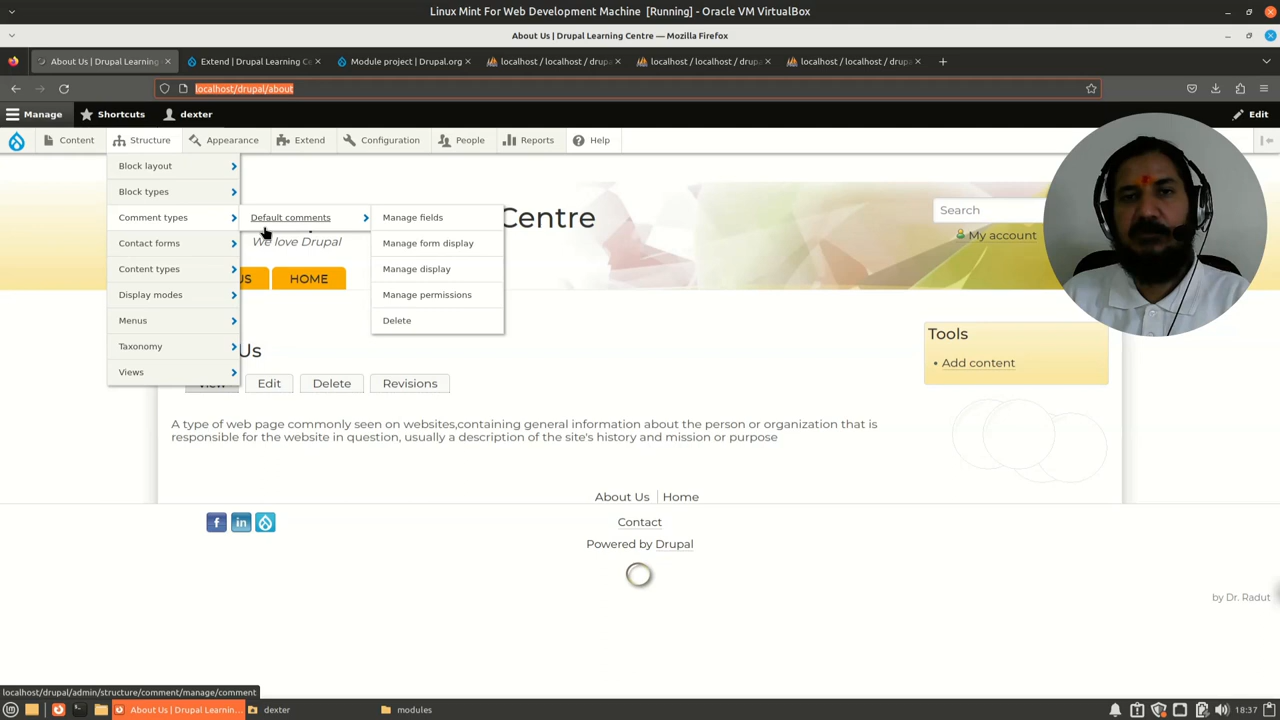 Linux Mint For Web Development Machine [Running] - Oracle VM VirtualBox
About Us | Drupal Learning Centre — Mozilla Firefox
About Us | Drupal Learning
Extend | Drupal Learning Ce
Module project | Drupal.org
localhost / localhost / drupa
localhost / localhost / drupa
localhost / localhost / drupa
localhost/drupal/about
Manage Shortcuts dexter Edit
Content Structure Appearance Extend Configuration People Reports Help
Block layout
Block types
Comment types
Contact forms
Content types
Display modes
Menus
Taxonomy
Views
Default comments
Manage fields
Manage form display
Manage display
Manage permissions
Delete
Centre
We love Drupal
Search
My account
US HOME
Us
View Edit Delete Revisions
Tools
Add content
A type of web page commonly seen on websites,containing general information about the person or organization that is
responsible for the website in question, usually a description of the site's history and mission or purpose
About Us Home
Contact
Powered by Drupal
by Dr. Radut
localhost/drupal/admin/structure/comment/manage/comment
About Us | Drupal Learnin... dexter modules 18:37